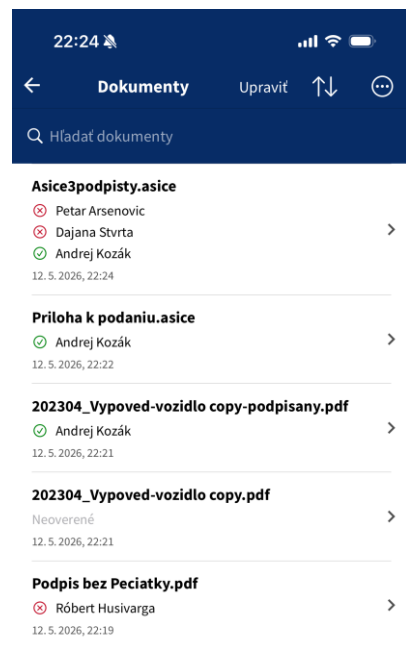 22:24
Dokumenty
Upraviť
Hľadať dokumenty
Asice3podpisty.asice
Petar Arsenovic
Dajana Stvrta
Andrej Kozák
12. 5. 2026, 22:24
Priloha k podaniu.asice
Andrej Kozák
12. 5. 2026, 22:22
202304_Vypoved-vozidlo copy-podpisany.pdf
Andrej Kozák
12. 5. 2026, 22:21
202304_Vypoved-vozidlo copy.pdf
Neoverené
12. 5. 2026, 22:21
Podpis bez Peciatky.pdf
Róbert Husivarga
12. 5. 2026, 22:19